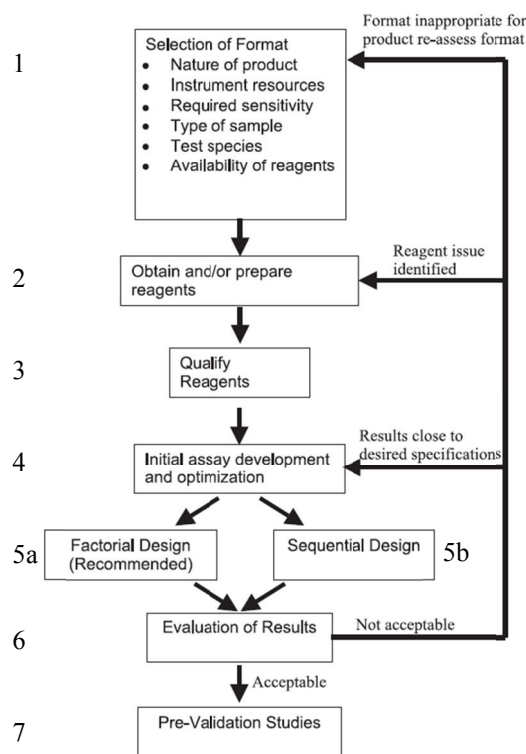 Format inappropriate for
product re-assess format
1
Selection of Format
• Nature of product
• Instrument resources
• Required sensitivity
• Type of sample
• Test species
• Availability of reagents
Reagent issue
identified
2
Obtain and/or prepare
reagents
3
Qualify
Reagents
Results close to
desired specifications
4
Initial assay development
and optimization
5a
Factorial Design
(Recommended)
Sequential Design
5b
6
Evaluation of Results
Not acceptable
Acceptable
7
Pre-Validation Studies